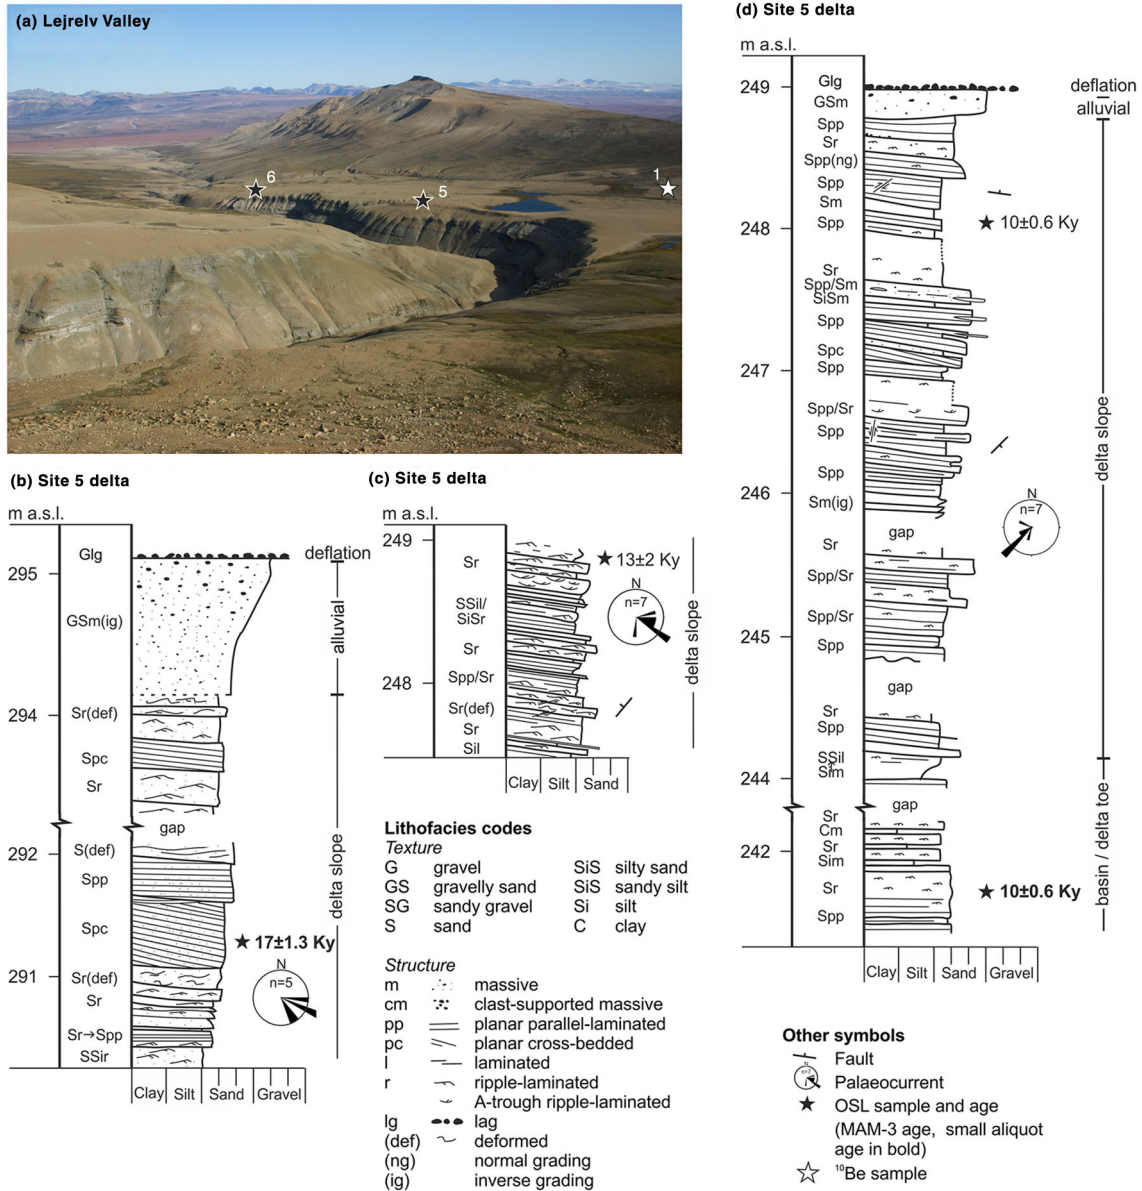 (a) Lejrelv Valley
6
5
1
(b) Site 5 delta
m a.s.l.
295
294
292
291
Glg
GSm(ig)
Sr(def)
Spc
Sr
gap
S(def)
Spp
Spc
Sr(def)
Sr
Sr→Spp
SSir
deflation
alluvial
delta slope
17±1.3 Ky
N
n=5
Clay
Silt
Sand
Gravel
(c) Site 5 delta
m a.s.l.
249
248
Sr
SSil/
SiSr
Sr
Spp/Sr
Sr(def)
Sr
Sil
13±2 Ky
N
n=7
delta slope
Clay
Silt
Sand
Lithofacies codes
Texture
G gravel SiS silty sand
GS gravelly sand SiS sandy silt
SG sandy gravel Si silt
S sand C clay
Structure
m massive
cm clast-supported massive
pp planar parallel-laminated
pc planar cross-bedded
l laminated
r ripple-laminated
A-trough ripple-laminated
lg lag
(def) deformed
(ng) normal grading
(ig) inverse grading
(d) Site 5 delta
m a.s.l.
249
248
247
246
245
244
242
Glg
GSm
Spp
Sr
Spp(ng)
Spp
Sm
Spp
Sr
Spp/Sm
SiSm
Spp
Spc
Spp
Spp/Sr
Spp
Spp
Sm(ig)
gap
Sr
Spp/Sr
Spp/Sr
Spp
gap
Sr
Spp
SSil
Sim
gap
Sr
Cm
Sr
Sim
Sr
Spp
deflation
alluvial
delta slope
basin / delta toe
10±0.6 Ky
N
n=7
10±0.6 Ky
Clay
Silt
Sand
Gravel
Other symbols
Fault
N
n=7
Palaeocurrent
OSL sample and age
(MAM-3 age, small aliquot
age in bold)
10Be sample